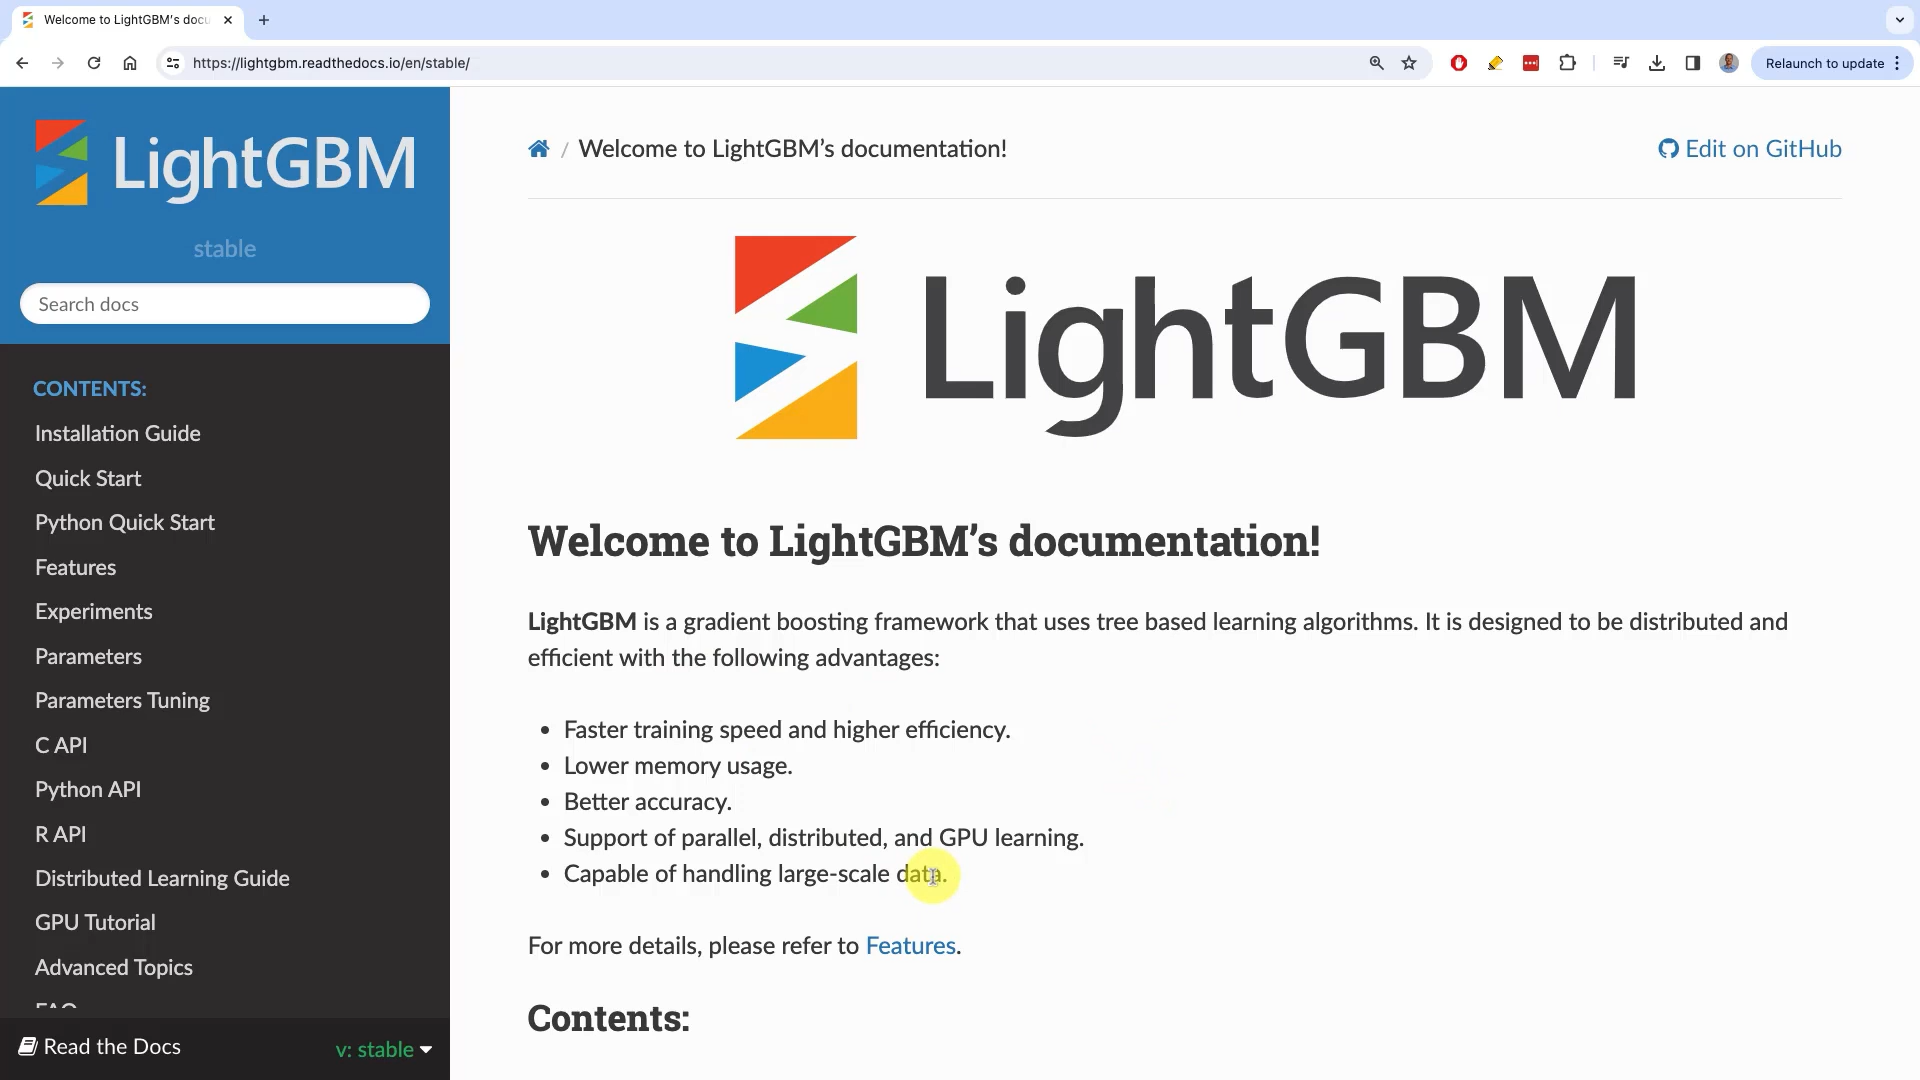 Welcome to LightGBM's docu
https://lightgbm.readthedocs.io/en/stable/
Relaunch to update
LightGBM
stable
Search docs
CONTENTS:
Installation Guide
Quick Start
Python Quick Start
Features
Experiments
Parameters
Parameters Tuning
C API
Python API
R API
Distributed Learning Guide
GPU Tutorial
Advanced Topics
FAQ
Read the Docs
v: stable
/ Welcome to LightGBM’s documentation!
Edit on GitHub
LightGBM
Welcome to LightGBM’s documentation!
LightGBM is a gradient boosting framework that uses tree based learning algorithms. It is designed to be distributed and
efficient with the following advantages:
• Faster training speed and higher efficiency.
• Lower memory usage.
• Better accuracy.
• Support of parallel, distributed, and GPU learning.
• Capable of handling large-scale data.
For more details, please refer to Features.
Contents: